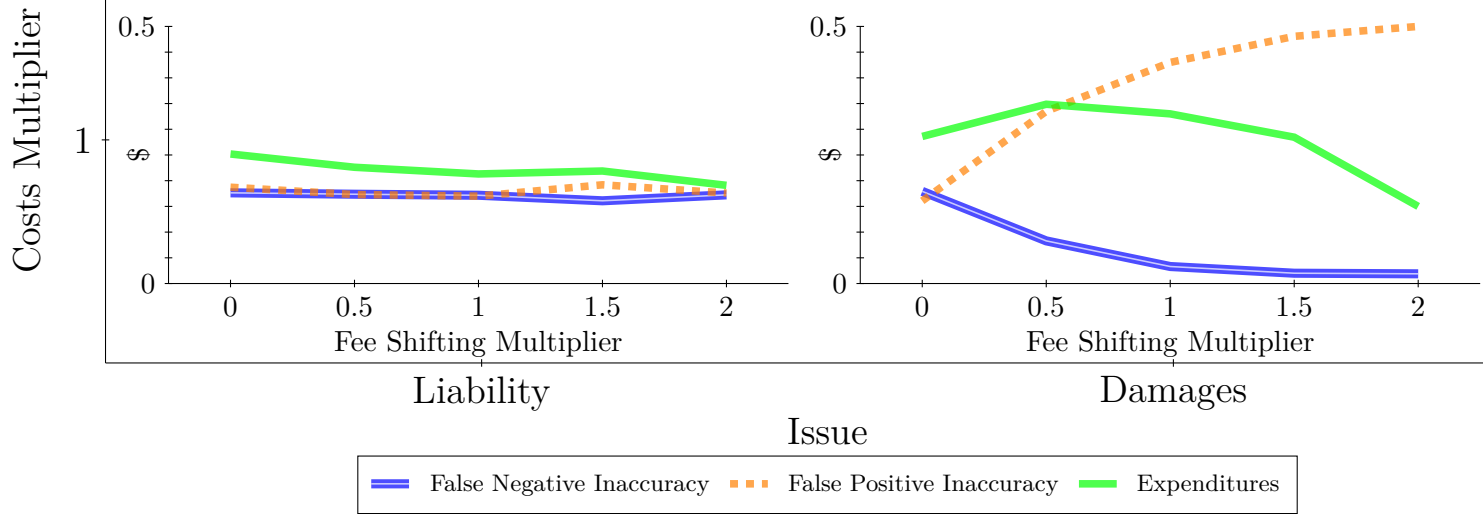 Costs Multiplier
1
0.5
$
0
0 0.5 1 1.5 2
Fee Shifting Multiplier
Liability
0.5
$
0
0 0.5 1 1.5 2
Fee Shifting Multiplier
Damages
Issue
False Negative Inaccuracy False Positive Inaccuracy Expenditures